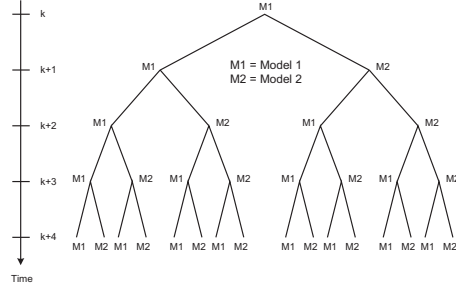 M1
k
k+1 M1 M2
M1 = Model 1
M2 = Model 2
k+2 M1 M2 M1 M2
k+3 M1 M2 M1 M2 M1 M2 M1 M2
k+4
M1 M2 M1 M2 M1 M2 M1 M2 M1 M2 M1 M2 M1 M2 M1 M2
Time